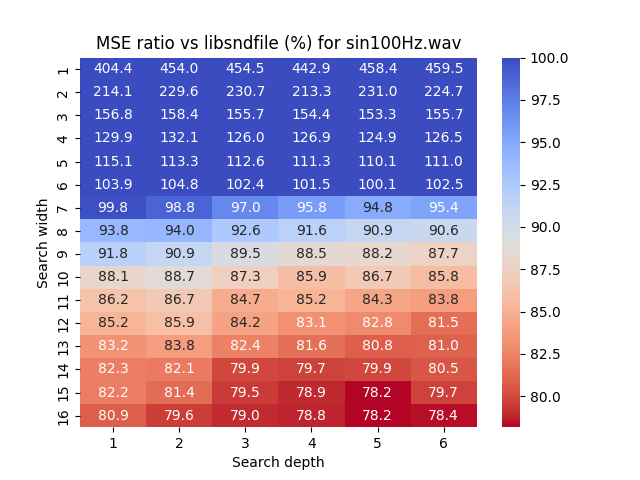 MSE ratio vs libsndfile (%) for sin100Hz.wav
1 404.4 454.0 454.5 442.9 458.4 459.5
2 214.1 229.6 230.7 213.3 231.0 224.7
3 156.8 158.4 155.7 154.4 153.3 155.7
4 129.9 132.1 126.0 126.9 124.9 126.5
5 115.1 113.3 112.6 111.3 110.1 111.0
6 103.9 104.8 102.4 101.5 100.1 102.5
7 99.8 98.8 97.0 95.8 94.8 95.4
8 93.8 94.0 92.6 91.6 90.9 90.6
9 91.8 90.9 89.5 88.5 88.2 87.7
10 88.1 88.7 87.3 85.9 86.7 85.8
11 86.2 86.7 84.7 85.2 84.3 83.8
12 85.2 85.9 84.2 83.1 82.8 81.5
13 83.2 83.8 82.4 81.6 80.8 81.0
14 82.3 82.1 79.9 79.7 79.9 80.5
15 82.2 81.4 79.5 78.9 78.2 79.7
16 80.9 79.6 79.0 78.8 78.2 78.4
1 2 3 4 5 6
Search depth
Search width
100.0
97.5
95.0
92.5
90.0
87.5
85.0
82.5
80.0